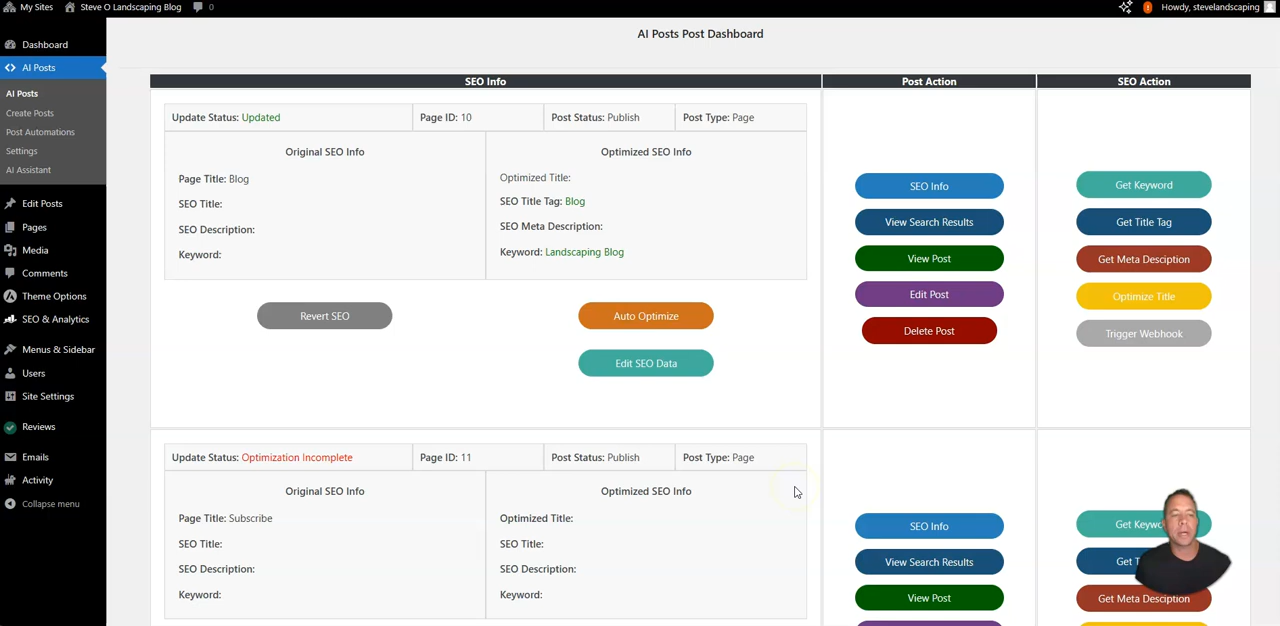 My Sites Steve O Landscaping Blog 0 Howdy, stevelandscaping
Dashboard
AI Posts
AI Posts
Create Posts
Post Automations
Settings
AI Assistant
Edit Posts
Pages
Media
Comments
Theme Options
SEO & Analytics
Menus & Sidebar
Users
Site Settings
Reviews
Emails
Activity
Collapse menu
AI Posts Post Dashboard
SEO Info Post Action SEO Action
Update Status: Updated Page ID: 10 Post Status: Publish Post Type: Page
Original SEO Info
Page Title: Blog
SEO Title:
SEO Description:
Keyword:
Optimized SEO Info
Optimized Title:
SEO Title Tag: Blog
SEO Meta Description:
Keyword: Landscaping Blog
Revert SEO
Auto Optimize
Edit SEO Data
SEO Info
View Search Results
View Post
Edit Post
Delete Post
Get Keyword
Get Title Tag
Get Meta Desciption
Optimize Title
Trigger Webhook
Update Status: Optimization Incomplete Page ID: 11 Post Status: Publish Post Type: Page
Original SEO Info
Page Title: Subscribe
SEO Title:
SEO Description:
Keyword:
Optimized SEO Info
Optimized Title:
SEO Title:
SEO Description:
Keyword:
SEO Info
View Search Results
View Post
Get
Get
Get Meta Desciption